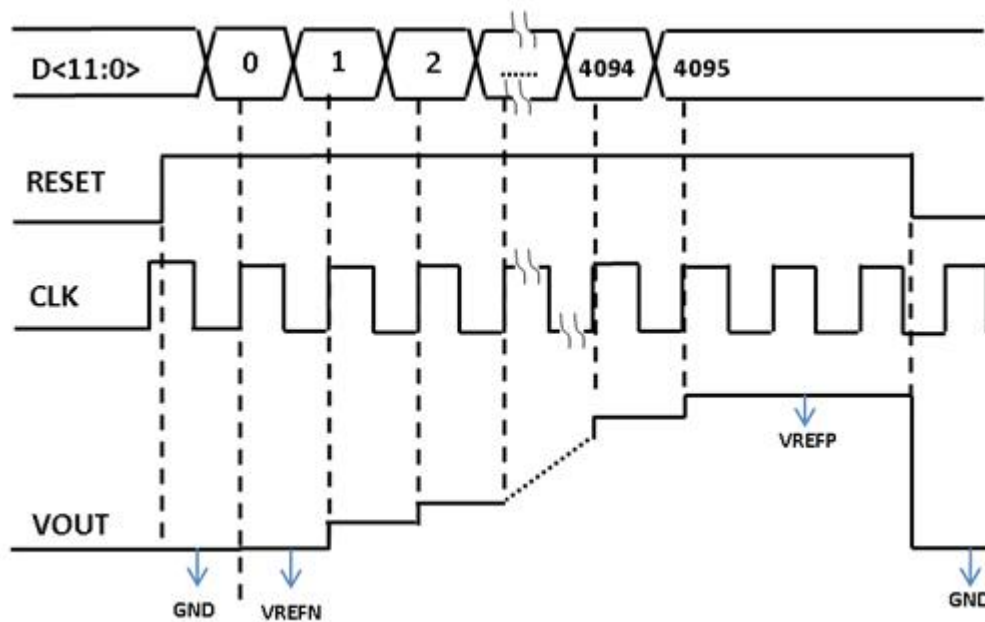 D<11:0> 0 1 2 ...... 4094 4095
RESET
CLK
VREFP
VOUT
GND VREFN GND